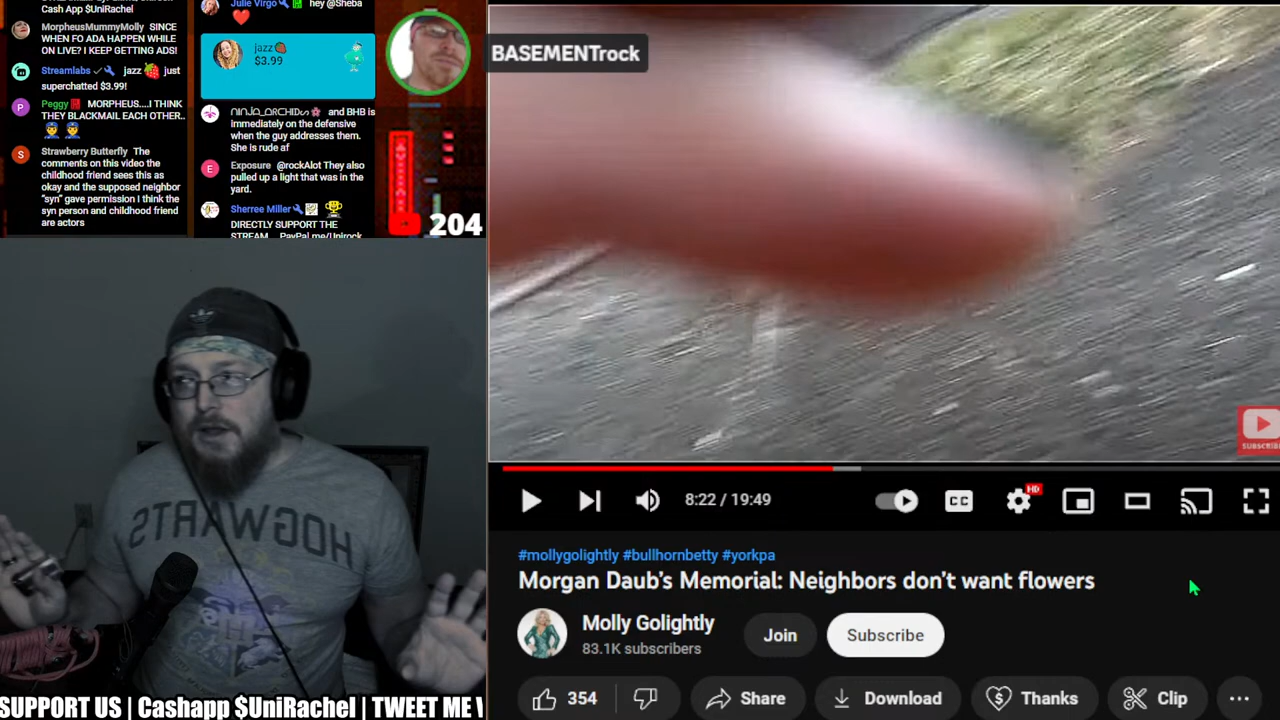 Cash App $UniRachel
MorpheusMummyMolly SINCE
WHEN FO ADA HAPPEN WHILE
ON LIVE? I KEEP GETTING ADS!
Streamlabs jazz just
superchatted $3.99!
Peggy MORPHEUS....I THINK
THEY BLACKMAIL EACH OTHER..
Strawberry Butterfly The
comments on this video the
childhood friend sees this as
okay and the supposed neighbor
"syn" gave permission I think the
syn person and childhood friend
are actors
Julie Virgo hey @Sheba
jazz
$3.99
and BHB is
immediately on the defensive
when the guy addresses them.
She is rude af
Exposure @rockAlot They also
pulled up a light that was in the
yard.
Sherree Miller
DIRECTLY SUPPORT THE
STREAM
204
BASEMENTrock
HOGWARTS
SUPPORT US | Cashapp $UniRachel | TWEET ME
SUBSCRIBE
8:22 / 19:49
CC
HD
#mollygolightly #bullhornbetty #yorkpa
Morgan Daub's Memorial: Neighbors don't want flowers
Molly Golightly
83.1K subscribers
Join
Subscribe
354
Share
Download
Thanks
Clip